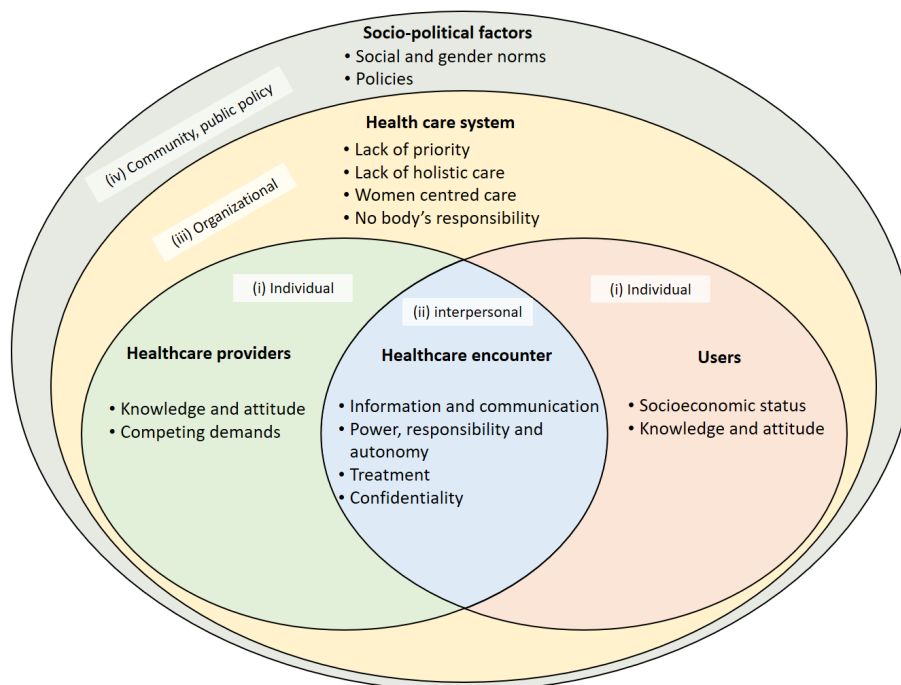 Socio-political factors
• Social and gender norms
• Policies
(iv) Community, public policy
Health care system
• Lack of priority
• Lack of holistic care
• Women centred care
• No body's responsibility
(iii) Organizational
(i) Individual
Healthcare providers
• Knowledge and attitude
• Competing demands
(ii) interpersonal
Healthcare encounter
• Information and communication
• Power, responsibility and
autonomy
• Treatment
• Confidentiality
(i) Individual
Users
• Socioeconomic status
• Knowledge and attitude